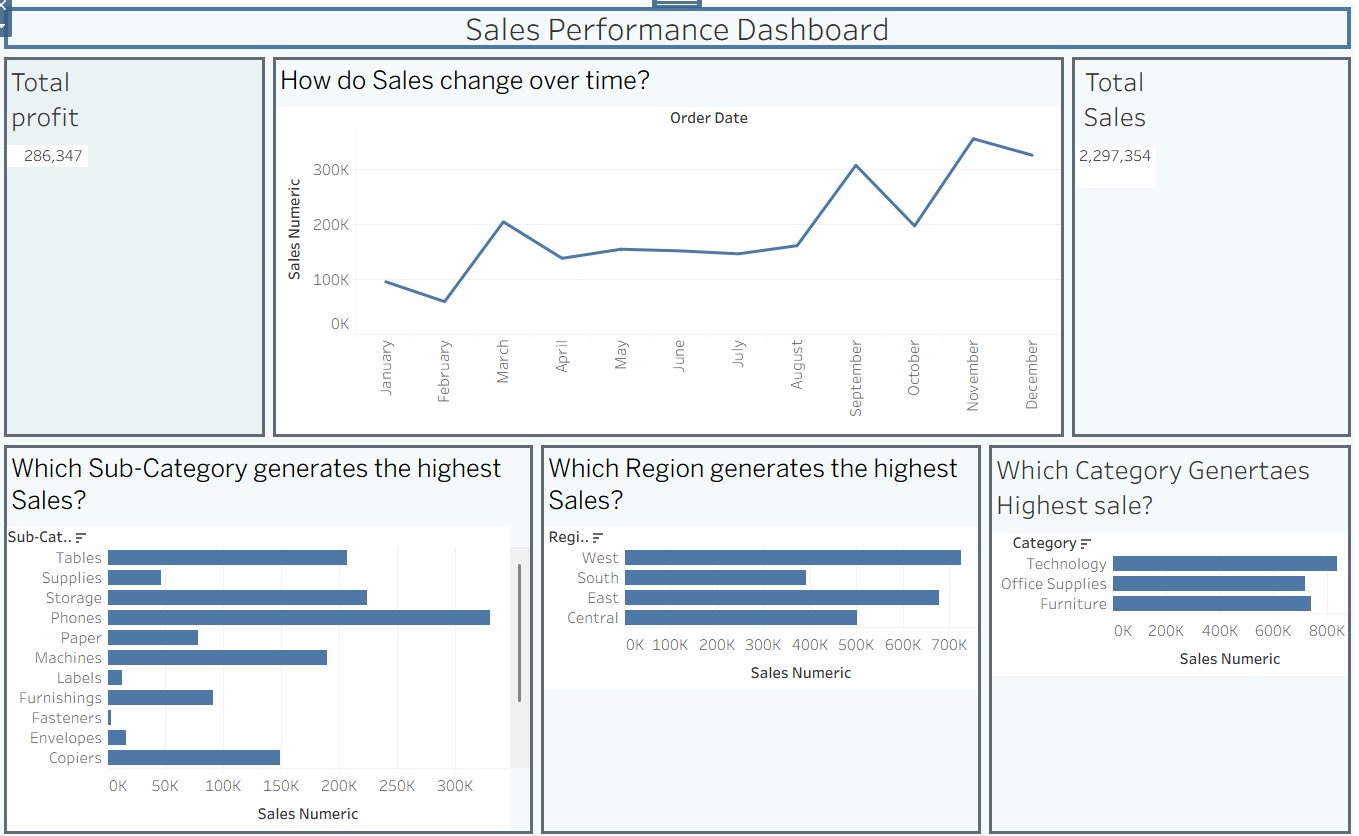 Sales Performance Dashboard
Total
profit
286,347
How do Sales change over time?
Order Date
Sales Numeric
300K
200K
100K
0K
January
February
March
April
May
June
July
August
September
October
November
December
Total
Sales
2,297,354
Which Sub-Category generates the highest
Sales?
Sub-Cat..
Tables
Supplies
Storage
Phones
Paper
Machines
Labels
Furnishings
Fasteners
Envelopes
Copiers
0K 50K 100K 150K 200K 250K 300K
Sales Numeric
Which Region generates the highest
Sales?
Regi..
West
South
East
Central
0K 100K 200K 300K 400K 500K 600K 700K
Sales Numeric
Which Category Genertaes
Highest sale?
Category
Technology
Office Supplies
Furniture
0K 200K 400K 600K 800K
Sales Numeric